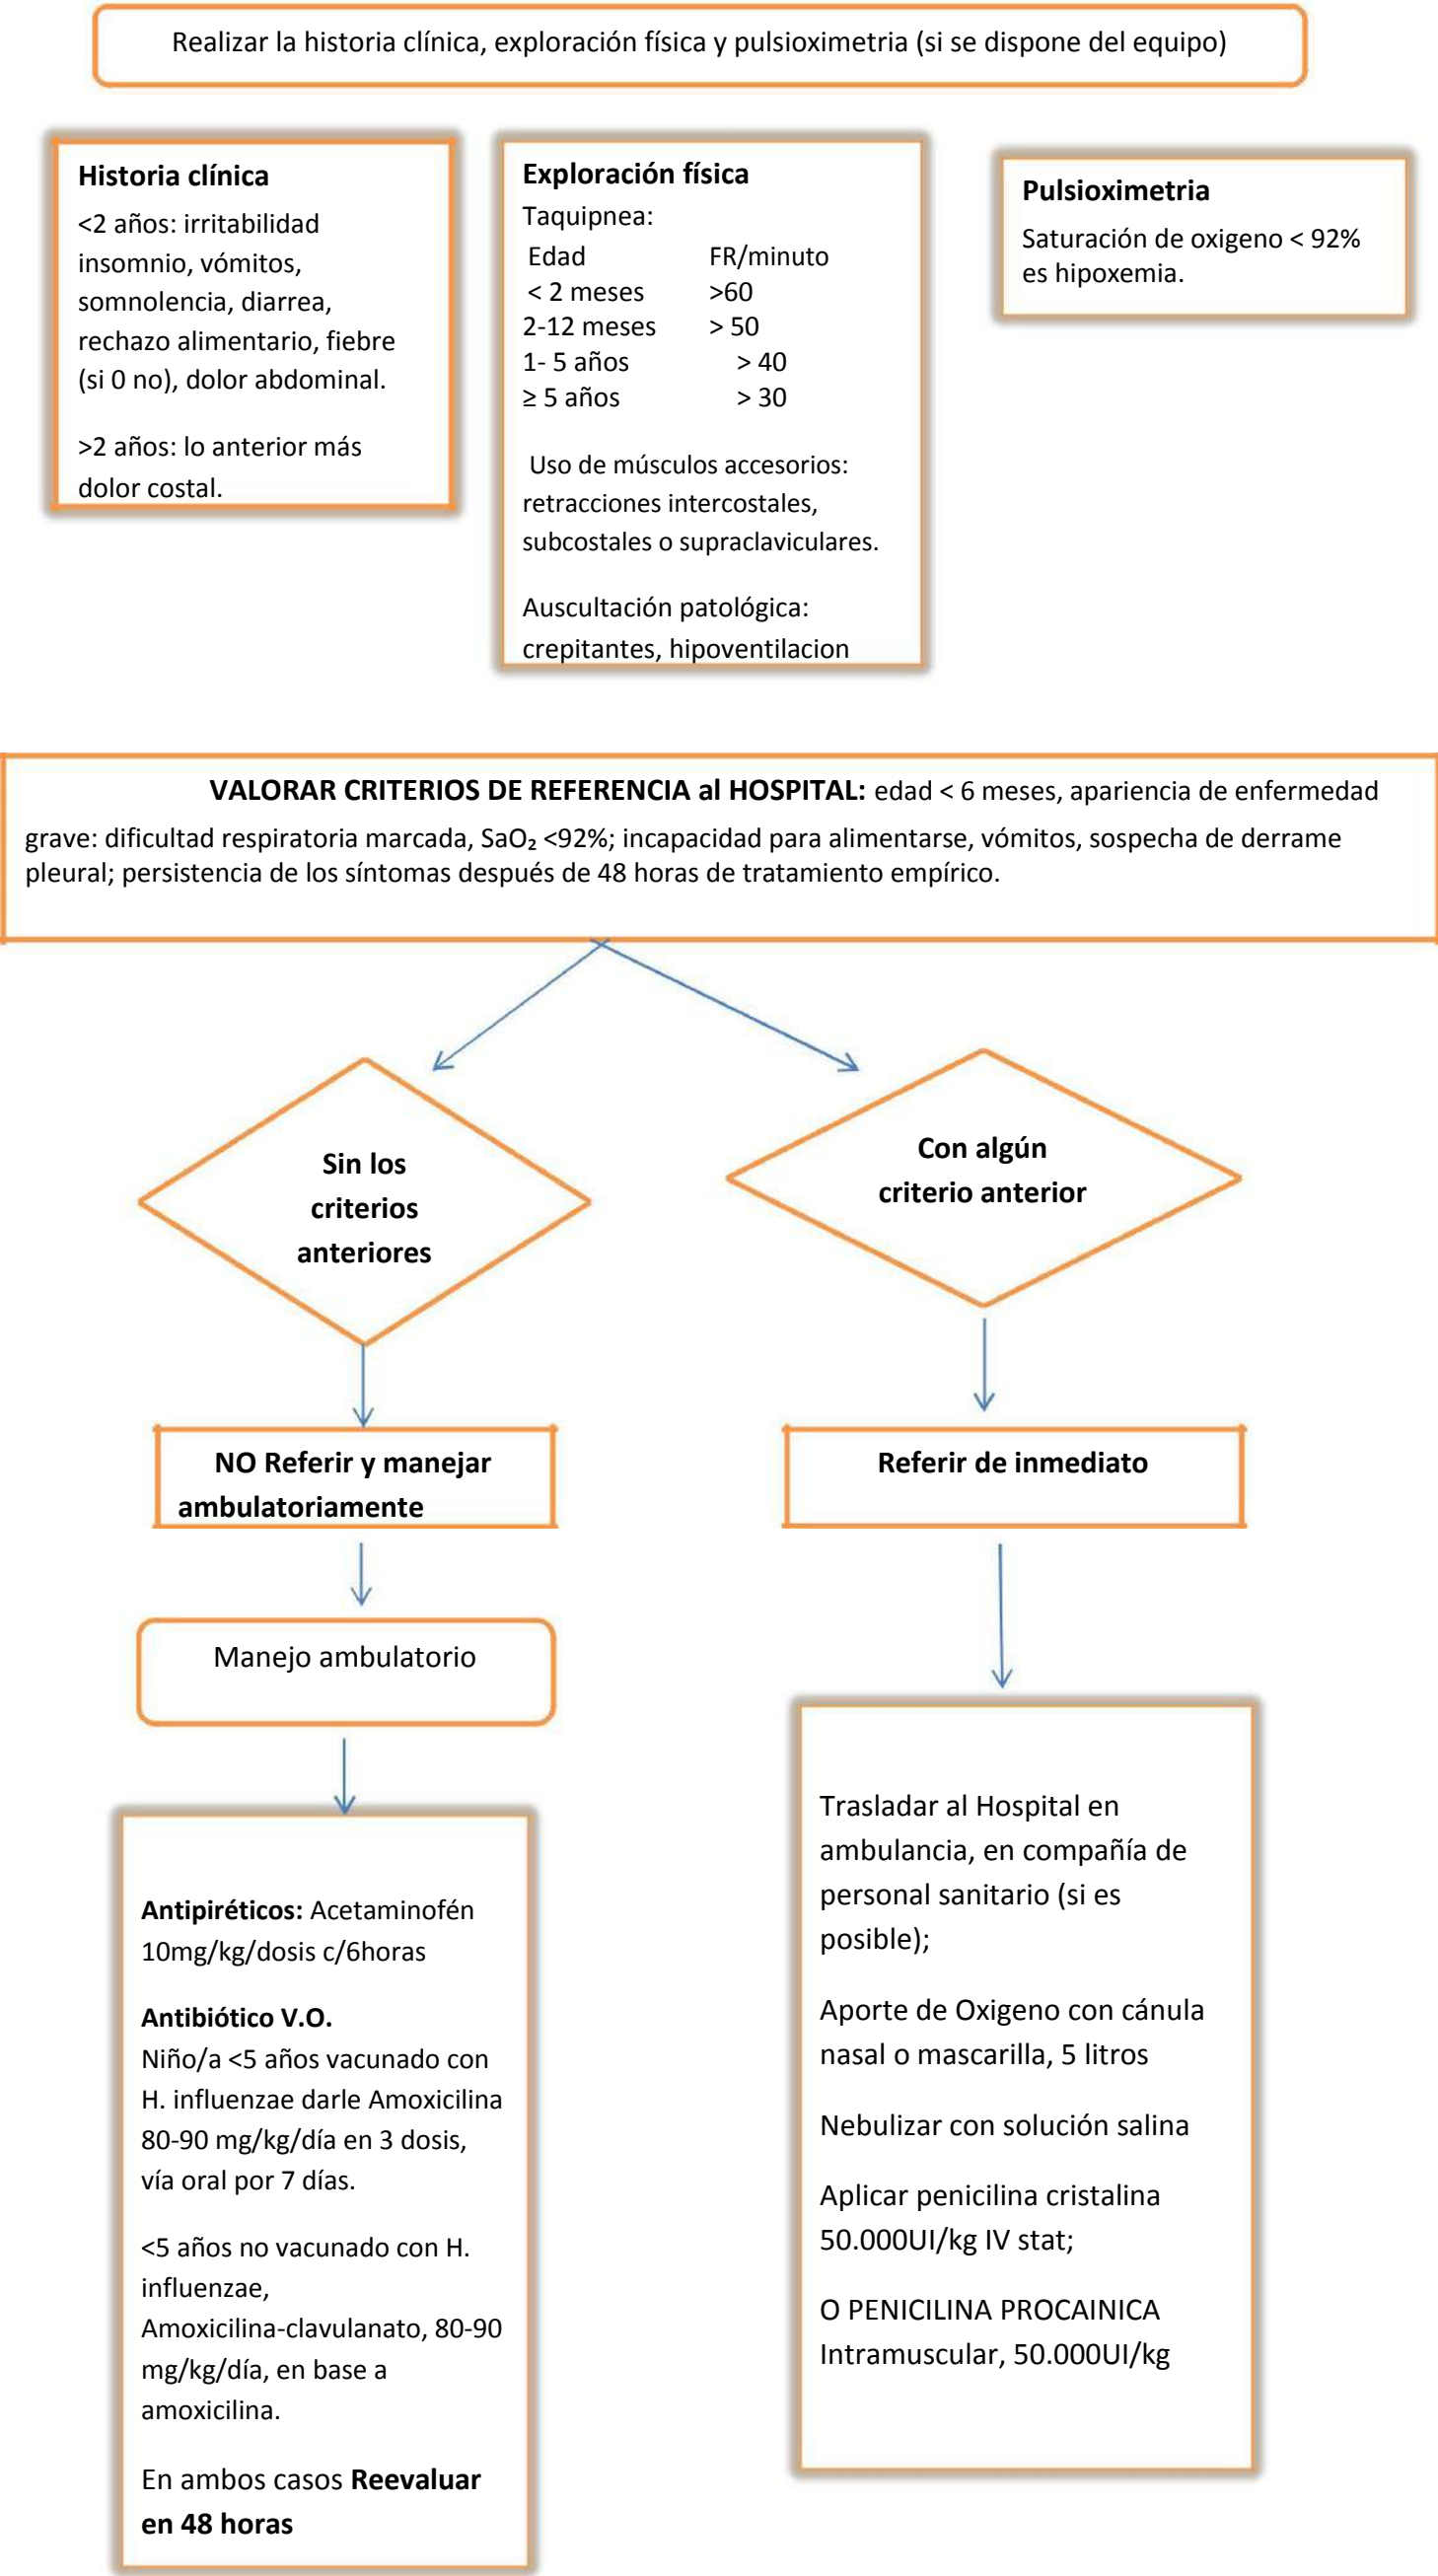 Realizar la historia clínica, exploración física y pulsioximetria (si se dispone del equipo)
Historia clínica
<2 años: irritabilidad
insomnio, vómitos,
somnolencia, diarrea,
rechazo alimentario, fiebre
(si 0 no), dolor abdominal.
>2 años: lo anterior más
dolor costal.
Exploración física
Taquipnea:
Edad FR/minuto
< 2 meses >60
2-12 meses > 50
1- 5 años > 40
≥ 5 años > 30
Uso de músculos accesorios:
retracciones intercostales,
subcostales o supraclaviculares.
Auscultación patológica:
crepitantes, hipoventilacion
Pulsioximetria
Saturación de oxigeno < 92%
es hipoxemia.
VALORAR CRITERIOS DE REFERENCIA al HOSPITAL: edad < 6 meses, apariencia de enfermedad
grave: dificultad respiratoria marcada, SaO₂ <92%; incapacidad para alimentarse, vómitos, sospecha de derrame
pleural; persistencia de los síntomas después de 48 horas de tratamiento empírico.
Sin los
criterios
anteriores
Con algún
criterio anterior
NO Referir y manejar
ambulatoriamente
Referir de inmediato
Manejo ambulatorio
Antipiréticos: Acetaminofén
10mg/kg/dosis c/6horas
Antibiótico V.O.
Niño/a <5 años vacunado con
H. influenzae darle Amoxicilina
80-90 mg/kg/día en 3 dosis,
vía oral por 7 días.
<5 años no vacunado con H.
influenzae,
Amoxicilina-clavulanato, 80-90
mg/kg/día, en base a
amoxicilina.
En ambos casos Reevaluar
en 48 horas
Trasladar al Hospital en
ambulancia, en compañía de
personal sanitario (si es
posible);
Aporte de Oxigeno con cánula
nasal o mascarilla, 5 litros
Nebulizar con solución salina
Aplicar penicilina cristalina
50.000UI/kg IV stat;
O PENICILINA PROCAINICA
Intramuscular, 50.000UI/kg